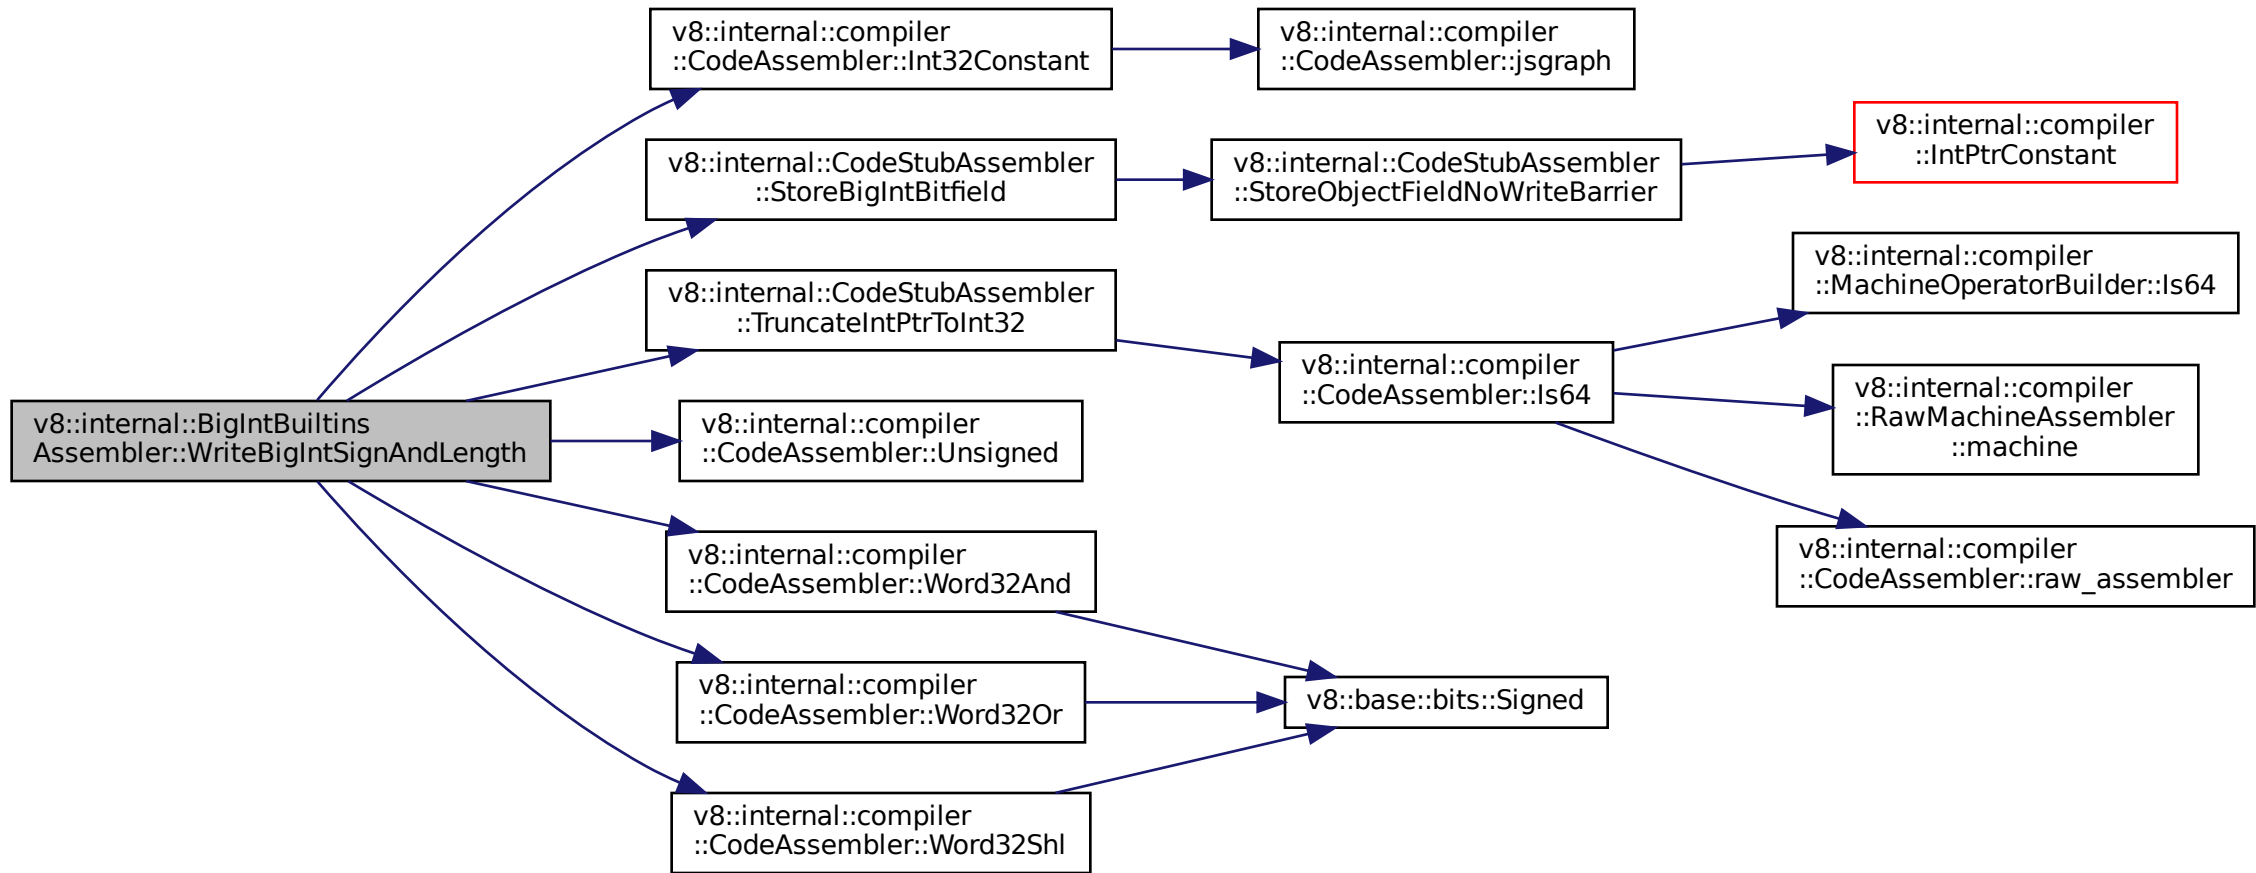 v8::internal::compiler
::CodeAssembler::Int32Constant
v8::internal::compiler
::CodeAssembler::jsgraph
v8::internal::compiler
::IntPtrConstant
v8::internal::CodeStubAssembler
::StoreBigIntBitfield
v8::internal::CodeStubAssembler
::StoreObjectFieldNoWriteBarrier
v8::internal::compiler
::MachineOperatorBuilder::Is64
v8::internal::CodeStubAssembler
::TruncateIntPtrToInt32
v8::internal::compiler
::CodeAssembler::Is64
v8::internal::compiler
::RawMachineAssembler
::machine
v8::internal::BigIntBuiltins
Assembler::WriteBigIntSignAndLength
v8::internal::compiler
::CodeAssembler::Unsigned
v8::internal::compiler
::CodeAssembler::raw_assembler
v8::internal::compiler
::CodeAssembler::Word32And
v8::internal::compiler
::CodeAssembler::Word32Or
v8::base::bits::Signed
v8::internal::compiler
::CodeAssembler::Word32Shl